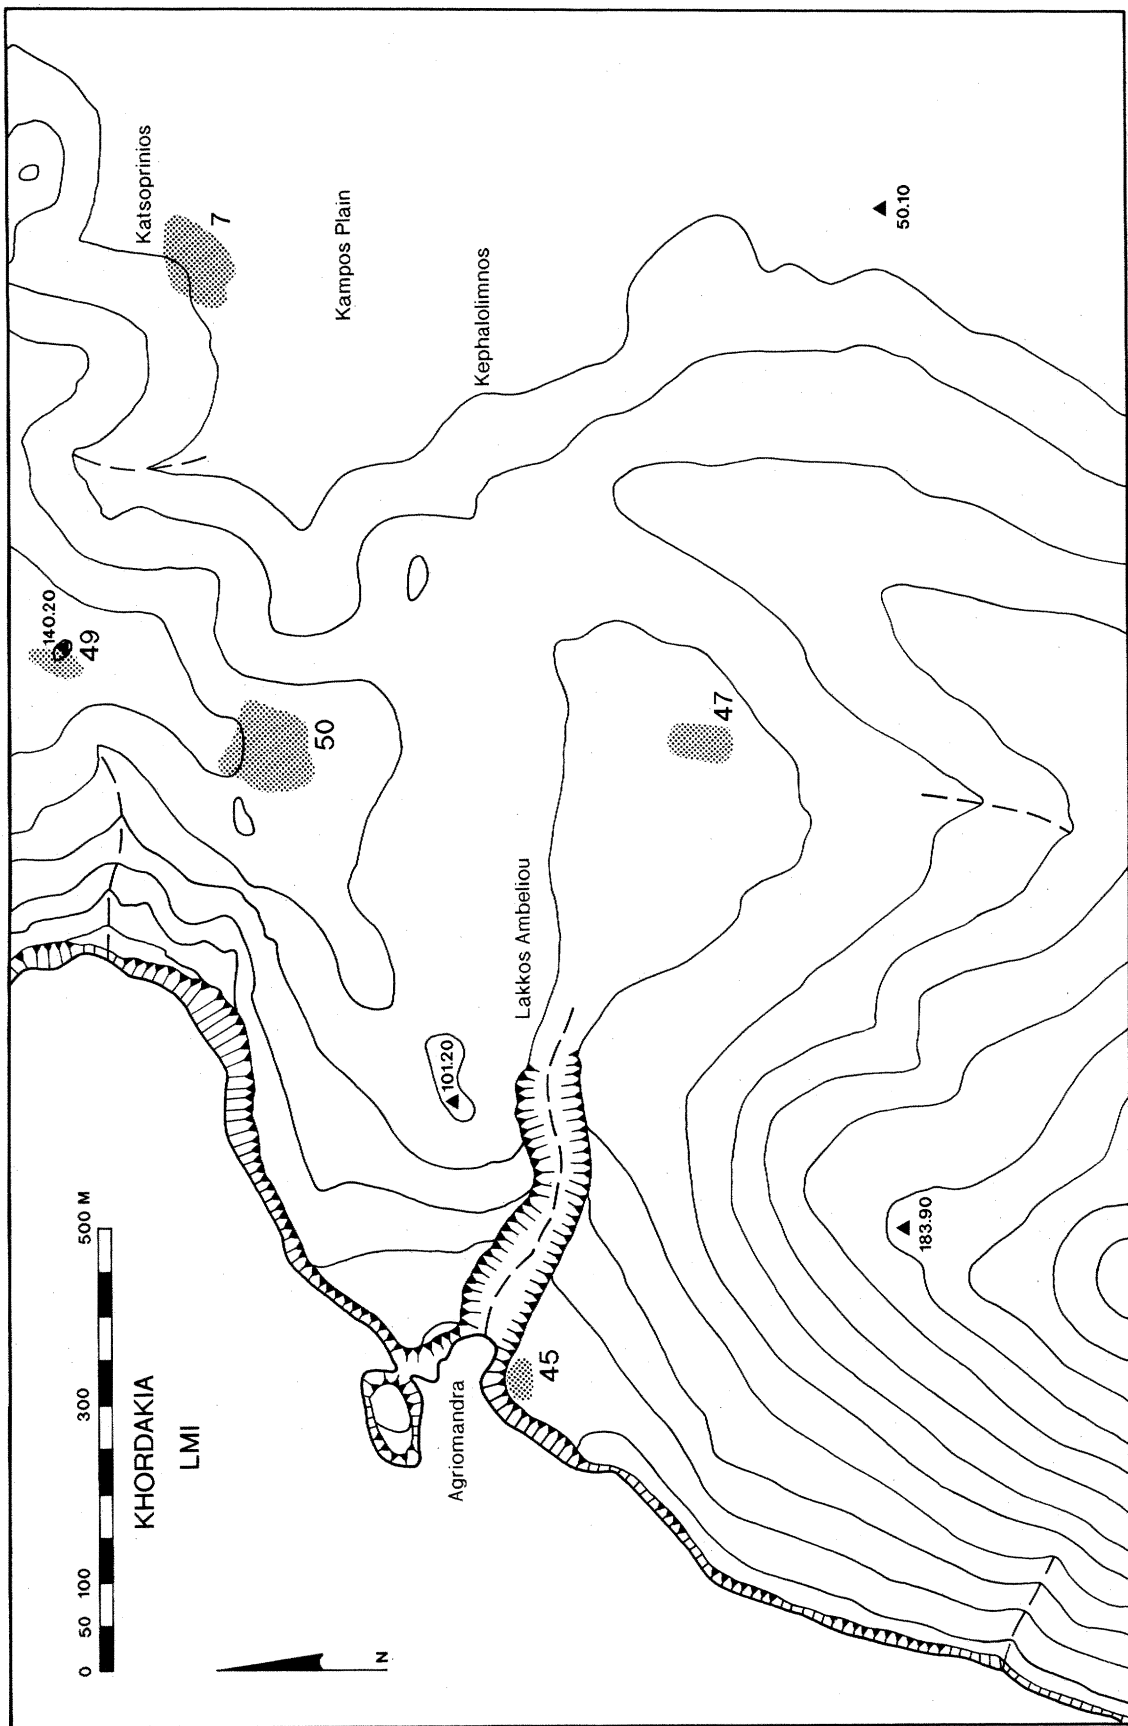 KHORDAKIA
LMI
0 50 100 300 500 M
N
Katsoprinios
7
Kampos Plain
Kephalolimnos
50.10
140.20
49
50
47
Lakkos Ambeliou
101.20
183.90
45
Agriomandra